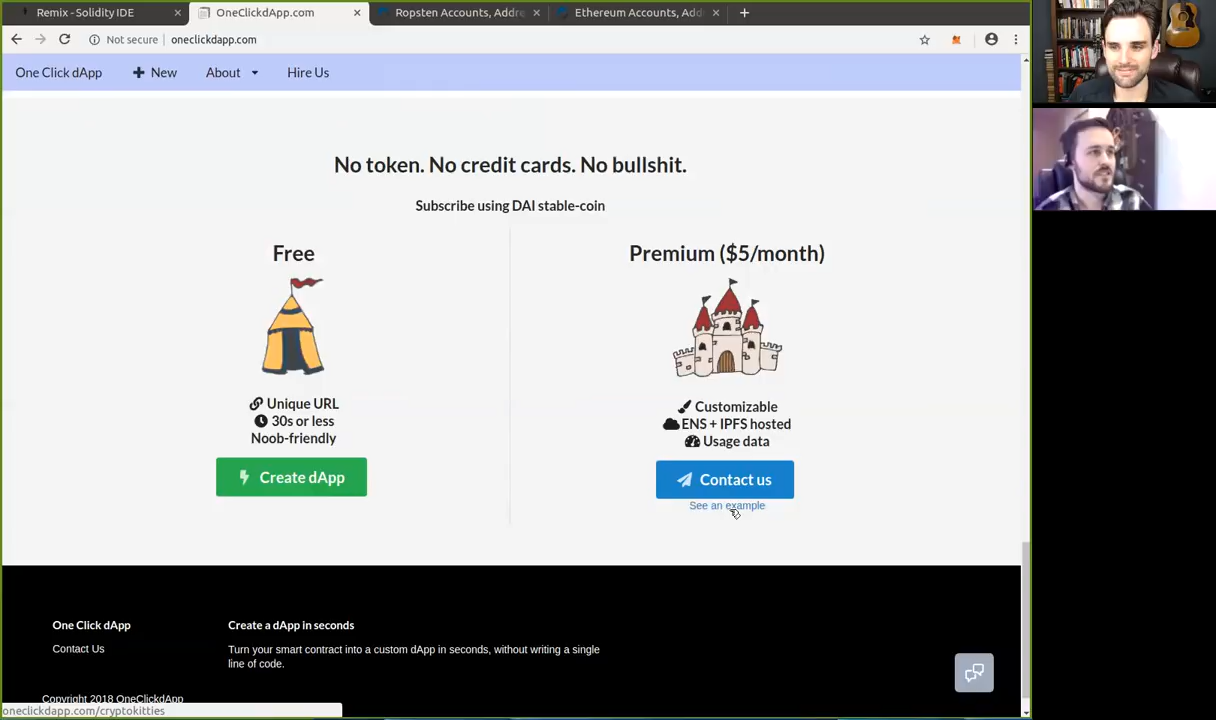 Remix - Solidity IDE
OneClickdApp.com
Ropsten Accounts, Addre
Ethereum Accounts, Add
Not secure
oneclickdapp.com
One Click dApp
New
About
Hire Us
No token. No credit cards. No bullshit.
Subscribe using DAI stable-coin
Free
Unique URL
30s or less
Noob-friendly
Create dApp
Premium ($5/month)
Customizable
ENS + IPFS hosted
Usage data
Contact us
See an example
One Click dApp
Contact Us
Create a dApp in seconds
Turn your smart contract into a custom dApp in seconds, without writing a single
line of code.
Copyright 2018 OneClickdApp
oneclickdapp.com/cryptokitties